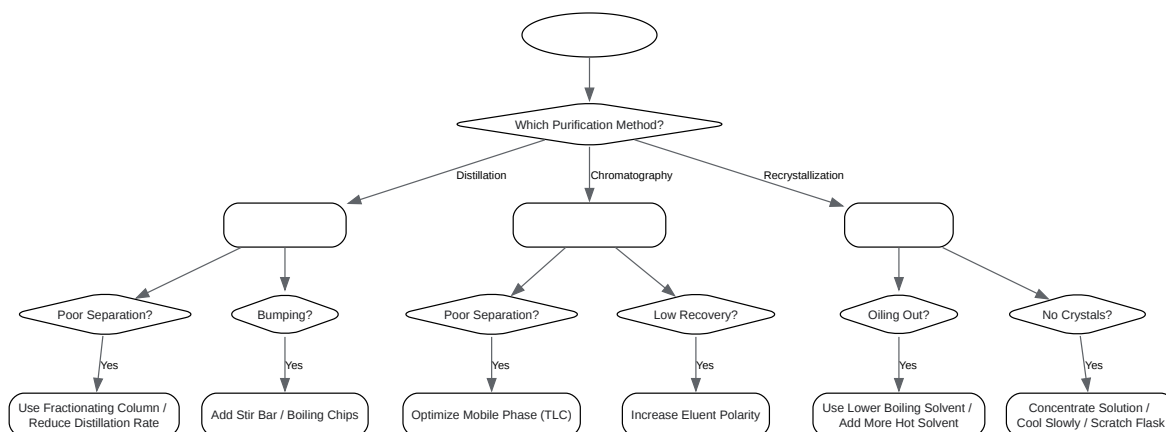 Which Purification Method?
Distillation
Chromatography
Recrystallization
Poor Separation?
Bumping?
Poor Separation?
Low Recovery?
Oiling Out?
No Crystals?
Yes
Yes
Yes
Yes
Yes
Yes
Use Fractionating Column /
Reduce Distillation Rate
Add Stir Bar / Boiling Chips
Optimize Mobile Phase (TLC)
Increase Eluent Polarity
Use Lower Boiling Solvent /
Add More Hot Solvent
Concentrate Solution /
Cool Slowly / Scratch Flask